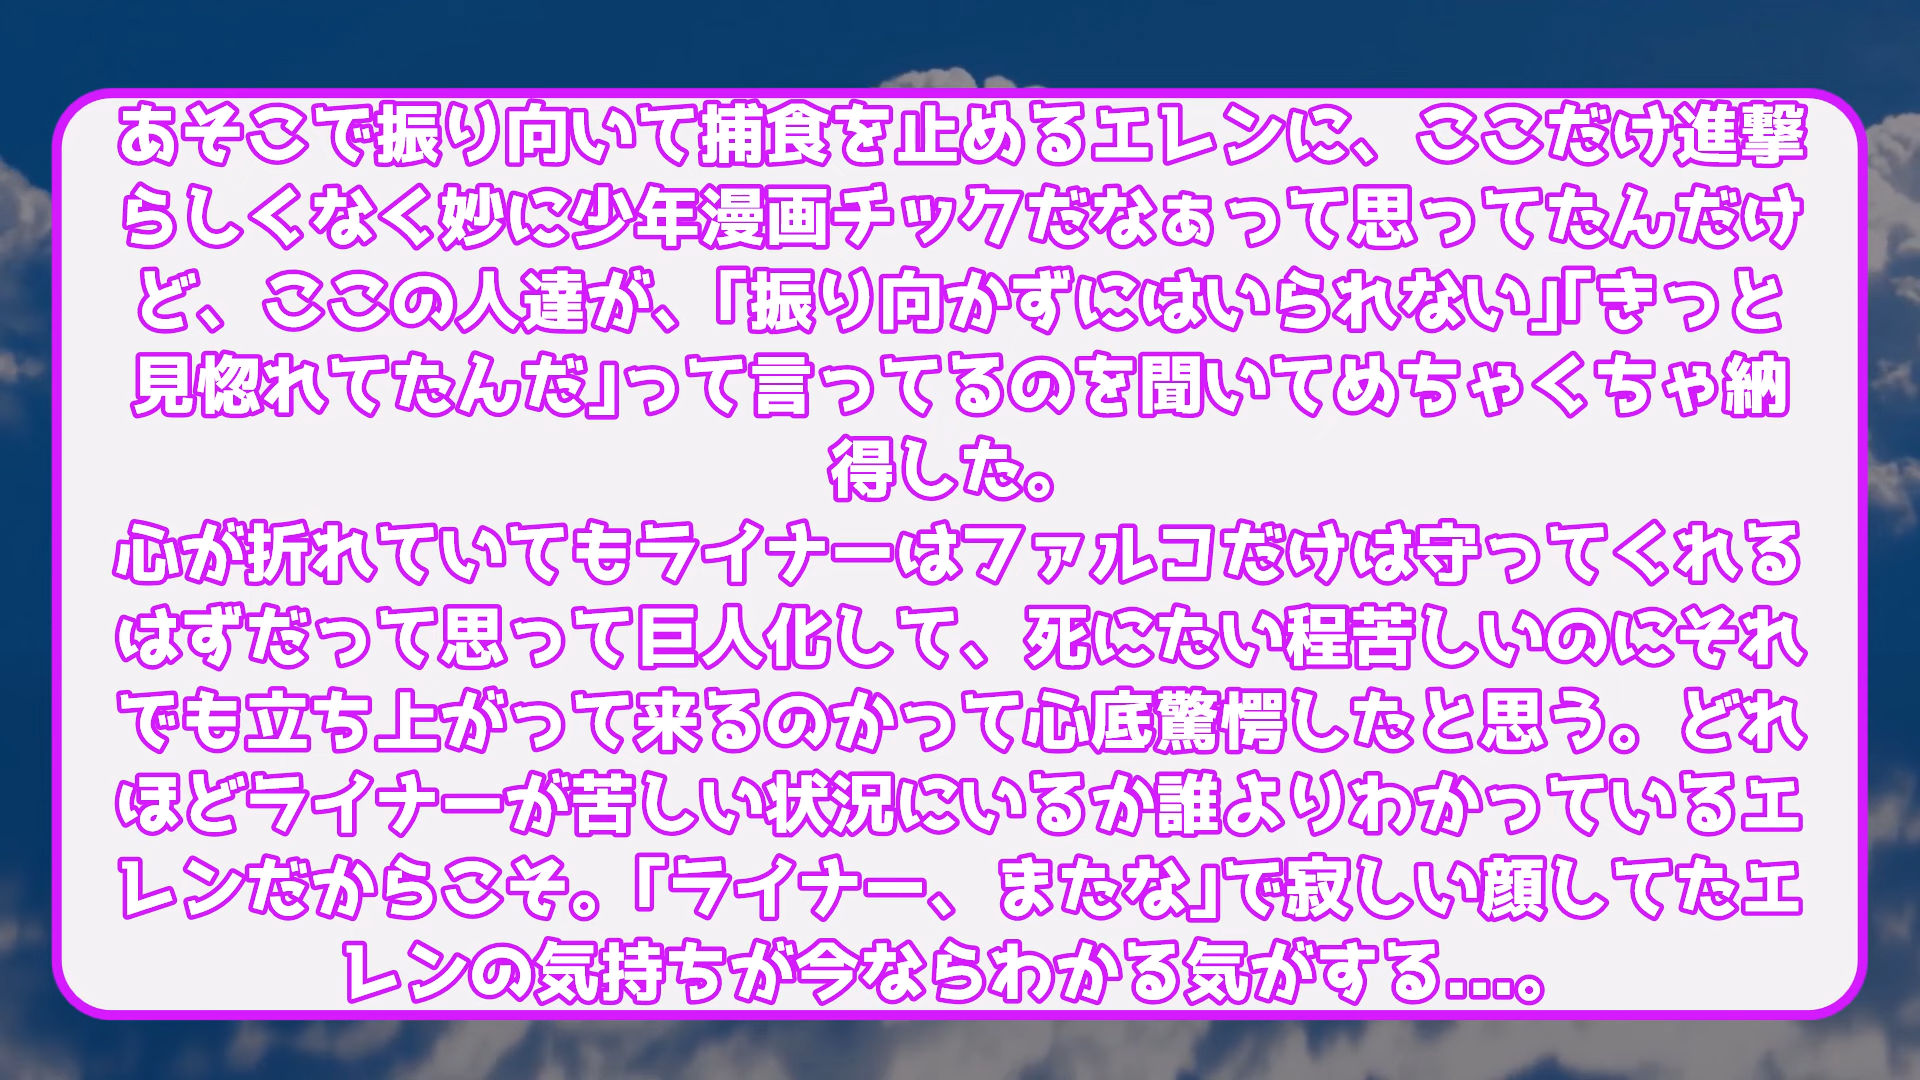 あそこで振り向いて捕食を止めるエレンに、ここだけ進撃
らしくなく妙に少年漫画チックだなぁって思ってたんだけ
ど、ここの人達が、「振り向かずにはいられない」「きっと
見惚れてたんだ」って言ってるのを聞いてめちゃくちゃ納
得した。
心が折れていてもライナーはファルコだけは守ってくれる
はずだって思って巨人化して、死にたい程苦しいのにそれ
でも立ち上がって来るのかって心底驚愕したと思う。どれ
ほどライナーが苦しい状況にいるか誰よりわかっているエ
レンだからこそ。「ライナー、またな」で寂しい顔してたエ
レンの気持ちが今ならわかる気がする…。